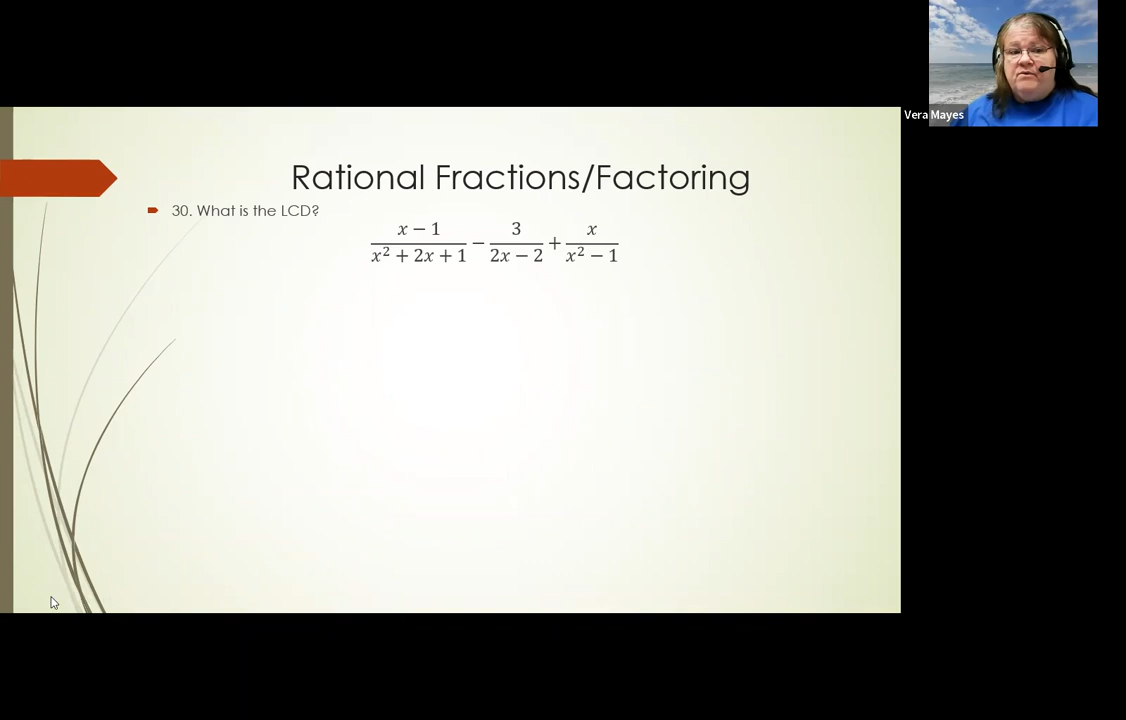 Vera Mayes
Rational Fractions/Factoring
30. What is the LCD?
x − 1 / x² + 2x + 1 − 3 / 2x − 2 + x / x² − 1